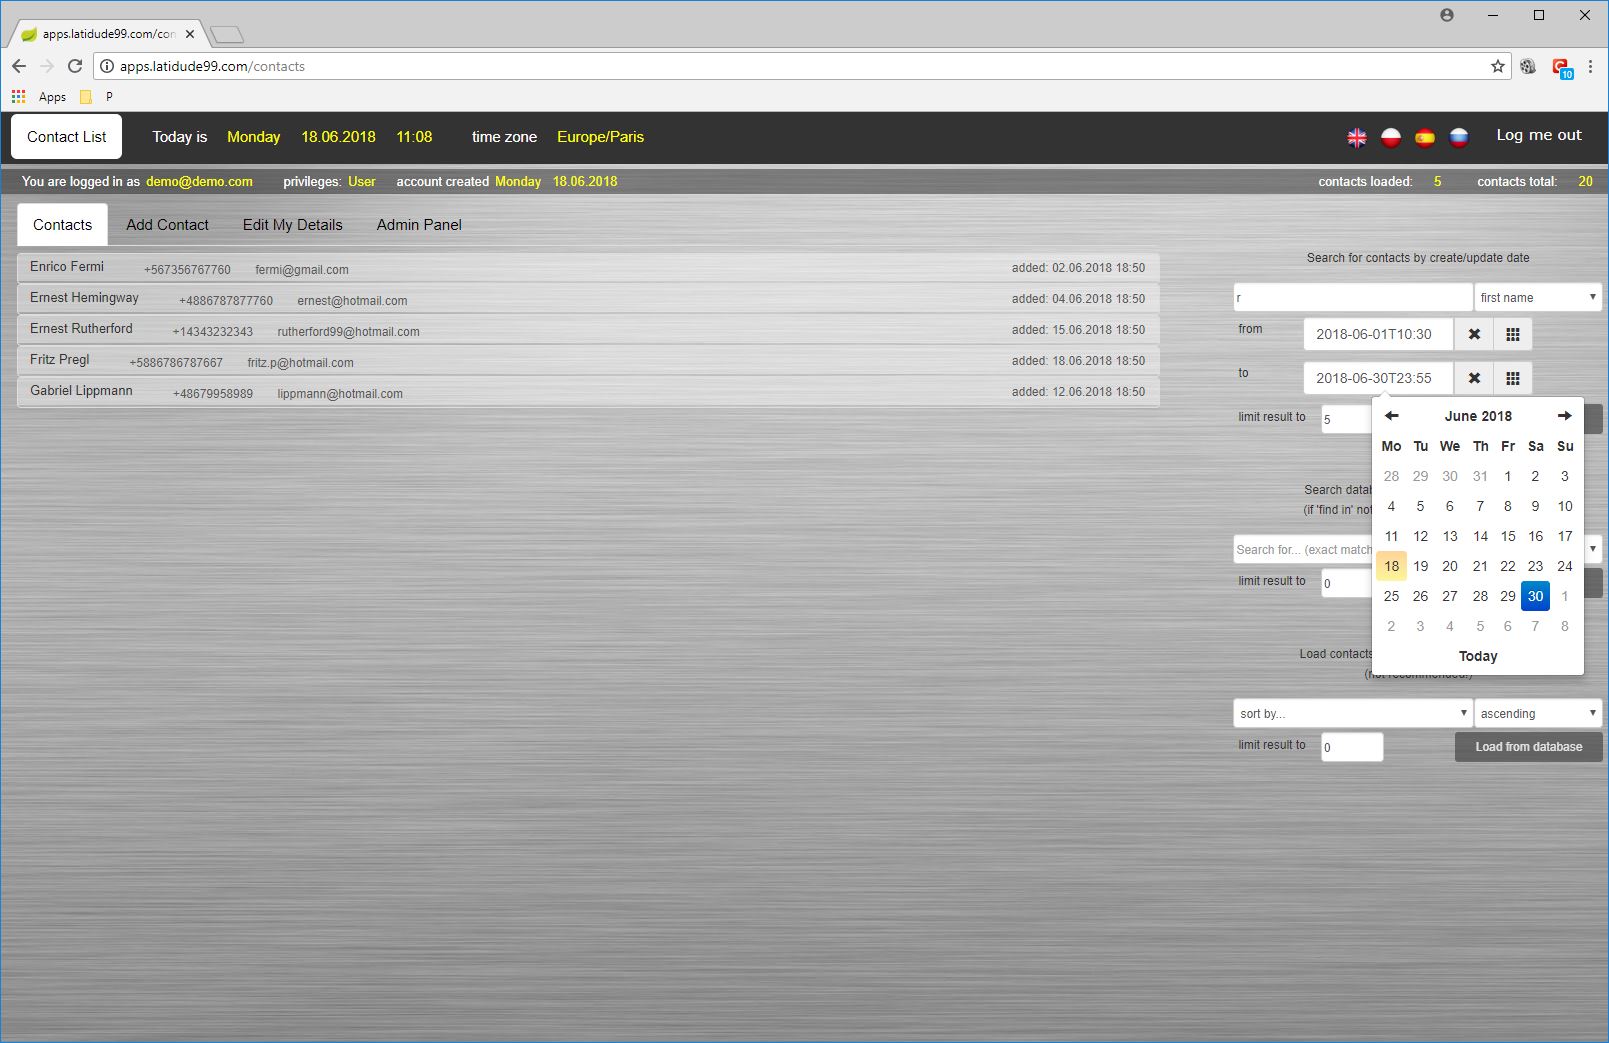 apps.latidude99.com/con
apps.latidude99.com/contacts
10
Apps P
Contact List Today is Monday 18.06.2018 11:08 time zone Europe/Paris Log me out
You are logged in as demo@demo.com privileges: User account created Monday 18.06.2018 contacts loaded: 5 contacts total: 20
Contacts Add Contact Edit My Details Admin Panel
Enrico Fermi +567356767760 fermi@gmail.com added: 02.06.2018 18:50
Ernest Hemingway +4886787877760 ernest@hotmail.com added: 04.06.2018 18:50
Ernest Rutherford +14343232343 rutherford99@hotmail.com added: 15.06.2018 18:50
Fritz Pregl +5886786787667 fritz.p@hotmail.com added: 18.06.2018 18:50
Gabriel Lippmann +48679958989 lippmann@hotmail.com added: 12.06.2018 18:50
Search for contacts by create/update date
r first name
from 2018-06-01T10:30
to 2018-06-30T23:55
limit result to 5
June 2018
Mo Tu We Th Fr Sa Su
28 29 30 31 1 2 3
4 5 6 7 8 9 10
11 12 13 14 15 16 17
18 19 20 21 22 23 24
25 26 27 28 29 30 1
2 3 4 5 6 7 8
Today
Search datab
(if 'find in' not
Search for... (exact match
limit result to 0
Load contacts
(not recommended!)
sort by... ascending
limit result to 0 Load from database